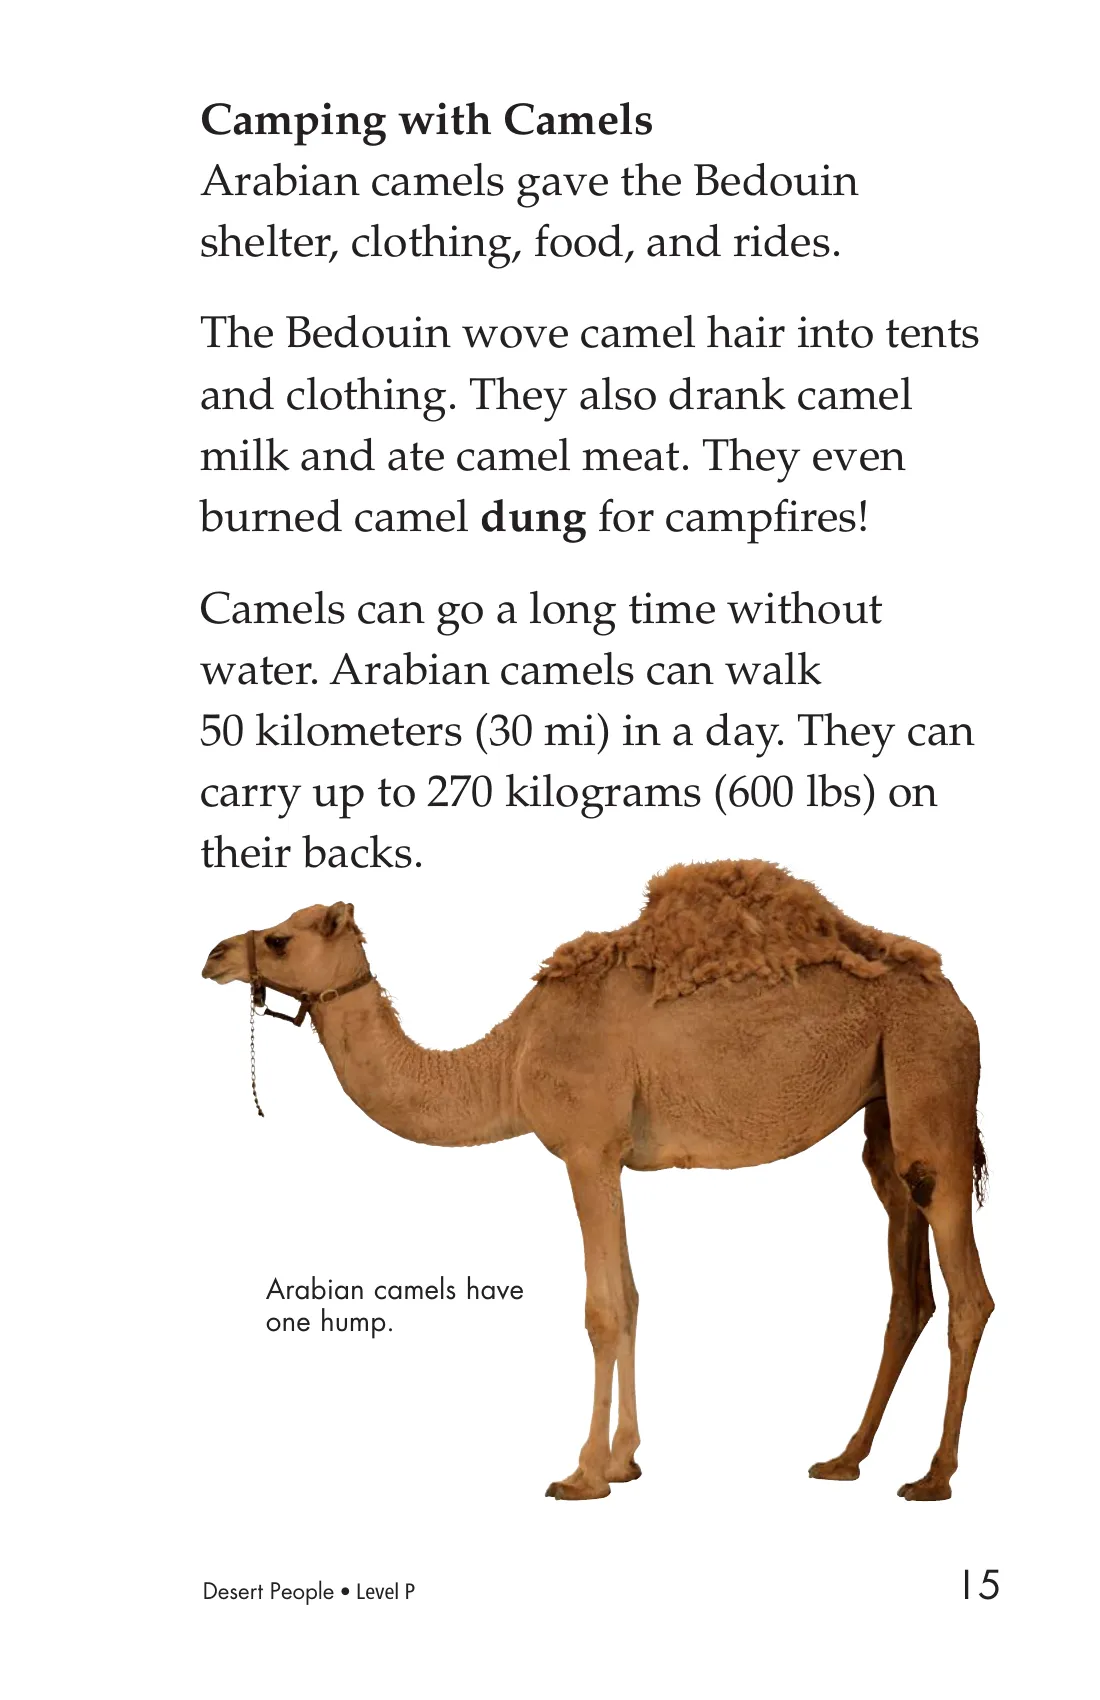 Camping with Camels
Arabian camels gave the Bedouin
shelter, clothing, food, and rides.
The Bedouin wove camel hair into tents
and clothing. They also drank camel
milk and ate camel meat. They even
burned camel dung for campfires!
Camels can go a long time without
water. Arabian camels can walk
50 kilometers (30 mi) in a day. They can
carry up to 270 kilograms (600 lbs) on
their backs.
Arabian camels have
one hump.
Desert People • Level P
15